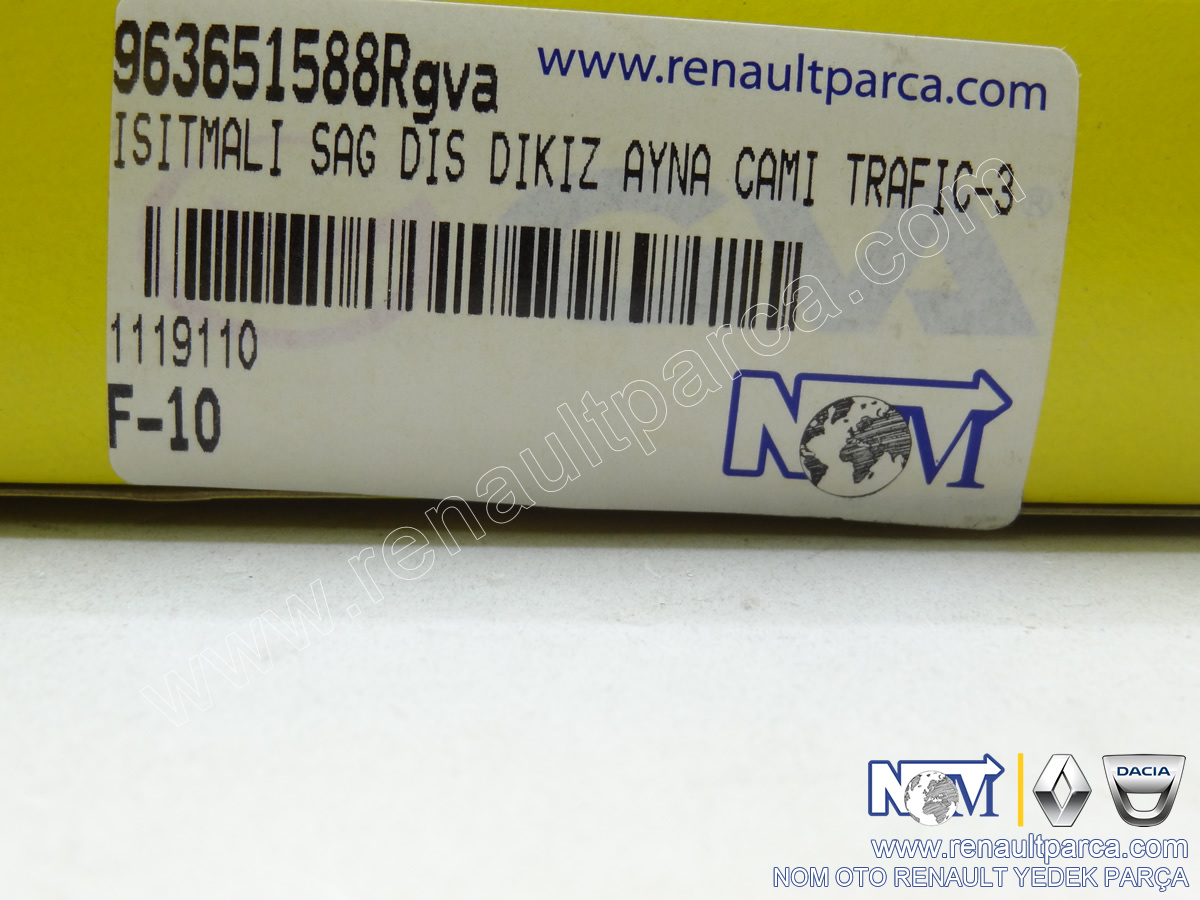 963651588Rgva
www.renaultparca.com
ISITMALI SAG DIS DIKIZ AYNA CAMI TRAFIC-3
1119110
F-10
NOM
www.renaultparca.com
NOM
DACIA
www.renaultparca.com
NOM OTO RENAULT YEDEK PARÇA